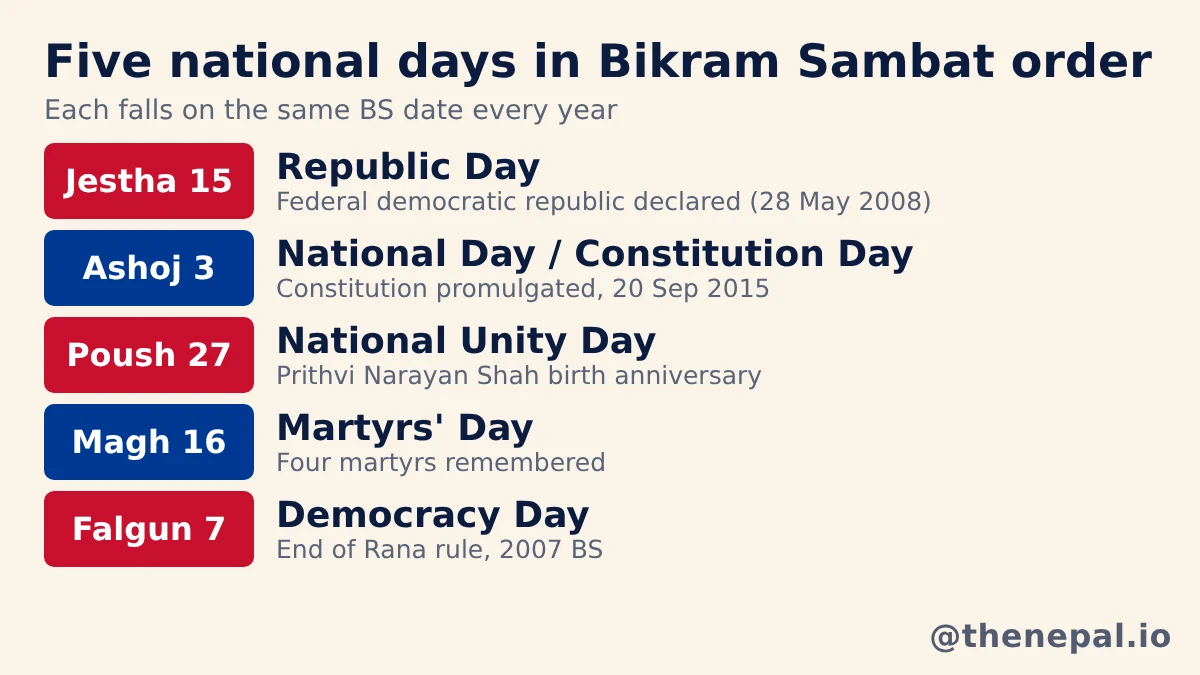 Five national days in Bikram Sambat order
Each falls on the same BS date every year
Jestha 15
Republic Day
Federal democratic republic declared (28 May 2008)
Ashoj 3
National Day / Constitution Day
Constitution promulgated, 20 Sep 2015
Poush 27
National Unity Day
Prithvi Narayan Shah birth anniversary
Magh 16
Martyrs' Day
Four martyrs remembered
Falgun 7
Democracy Day
End of Rana rule, 2007 BS
@thenepal.io